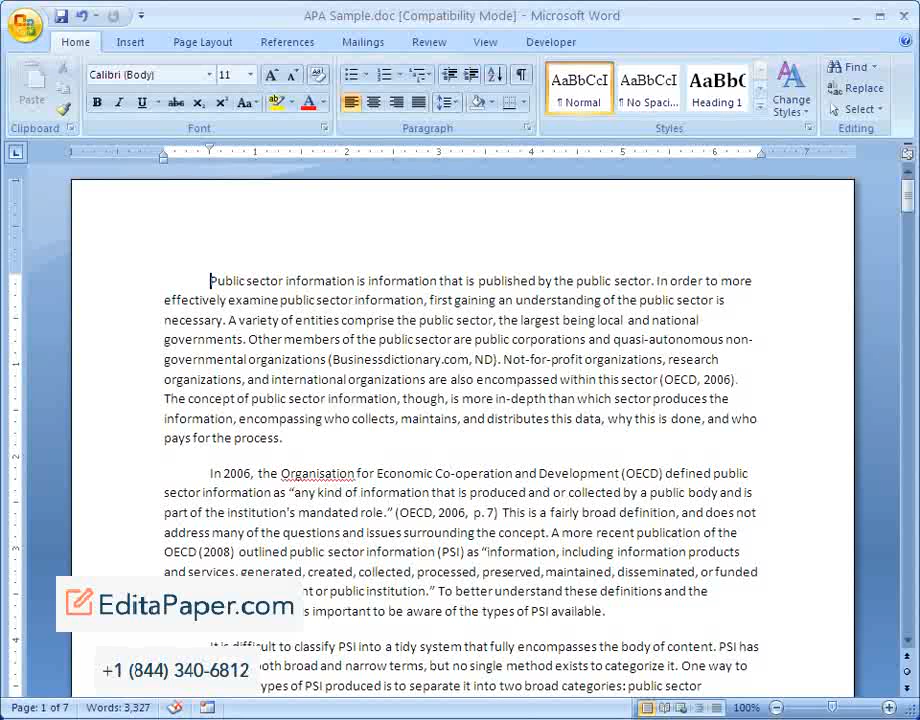 APA Sample.doc [Compatibility Mode] - Microsoft Word
Home Insert Page Layout References Mailings Review View Developer
Calibri (Body) 11 AaBbCcI AaBbCcI AaBbC Find
Paste Replace
B I U abc x₂ x² Aa ab A ¶ Normal ¶ No Spaci... Heading 1 Change Styles Select
Clipboard Font Paragraph Styles Editing
1 1 2 3 4 5 6 7
Public sector information is information that is published by the public sector. In order to more
effectively examine public sector information, first gaining an understanding of the public sector is
necessary. A variety of entities comprise the public sector, the largest being local and national
governments. Other members of the public sector are public corporations and quasi-autonomous non-
governmental organizations (Businessdictionary.com, ND). Not-for-profit organizations, research
organizations, and international organizations are also encompassed within this sector (OECD, 2006).
The concept of public sector information, though, is more in-depth than which sector produces the
information, encompassing who collects, maintains, and distributes this data, why this is done, and who
pays for the process.
In 2006, the Organisation for Economic Co-operation and Development (OECD) defined public
sector information as “any kind of information that is produced and or collected by a public body and is
part of the institution's mandated role.” (OECD, 2006, p. 7) This is a fairly broad definition, and does not
address many of the questions and issues surrounding the concept. A more recent publication of the
OECD (2008) outlined public sector information (PSI) as “information, including information products
and services, generated, created, collected, processed, preserved, maintained, disseminated, or funded
nt or public institution.” To better understand these definitions and the
EditaPaper.com
s important to be aware of the types of PSI available.
It is difficult to classify PSI into a tidy system that fully encompasses the body of content. PSI has
both broad and narrow terms, but no single method exists to categorize it. One way to
+1 (844) 340-6812
types of PSI produced is to separate it into two broad categories: public sector
Page: 1 of 7 Words: 3,327 100%